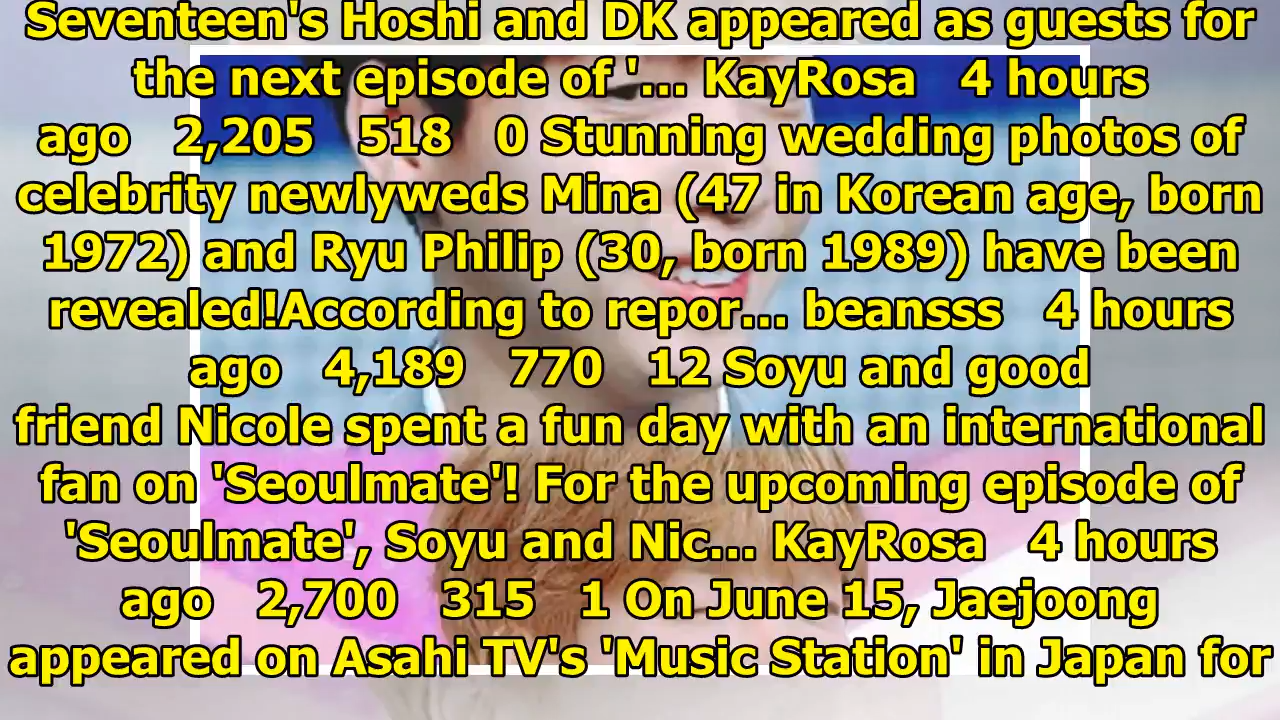 Seventeen's Hoshi and DK appeared as guests for
the next episode of '... KayRosa 4 hours
ago 2,205 518 0 Stunning wedding photos of
celebrity newlyweds Mina (47 in Korean age, born
1972) and Ryu Philip (30, born 1989) have been
revealed!According to repor... beansss 4 hours
ago 4,189 770 12 Soyu and good
friend Nicole spent a fun day with an international
fan on 'Seoulmate'! For the upcoming episode of
'Seoulmate', Soyu and Nic... KayRosa 4 hours
ago 2,700 315 1 On June 15, Jaejoong
appeared on Asahi TV's 'Music Station' in Japan for